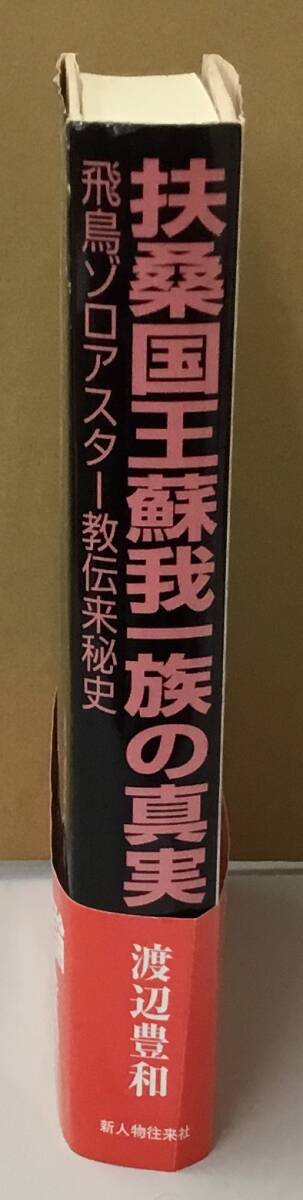 扶桑国王蘇我一族の真実
飛鳥ゾロアスター教伝来秘史
渡辺豊和
新人物往来社